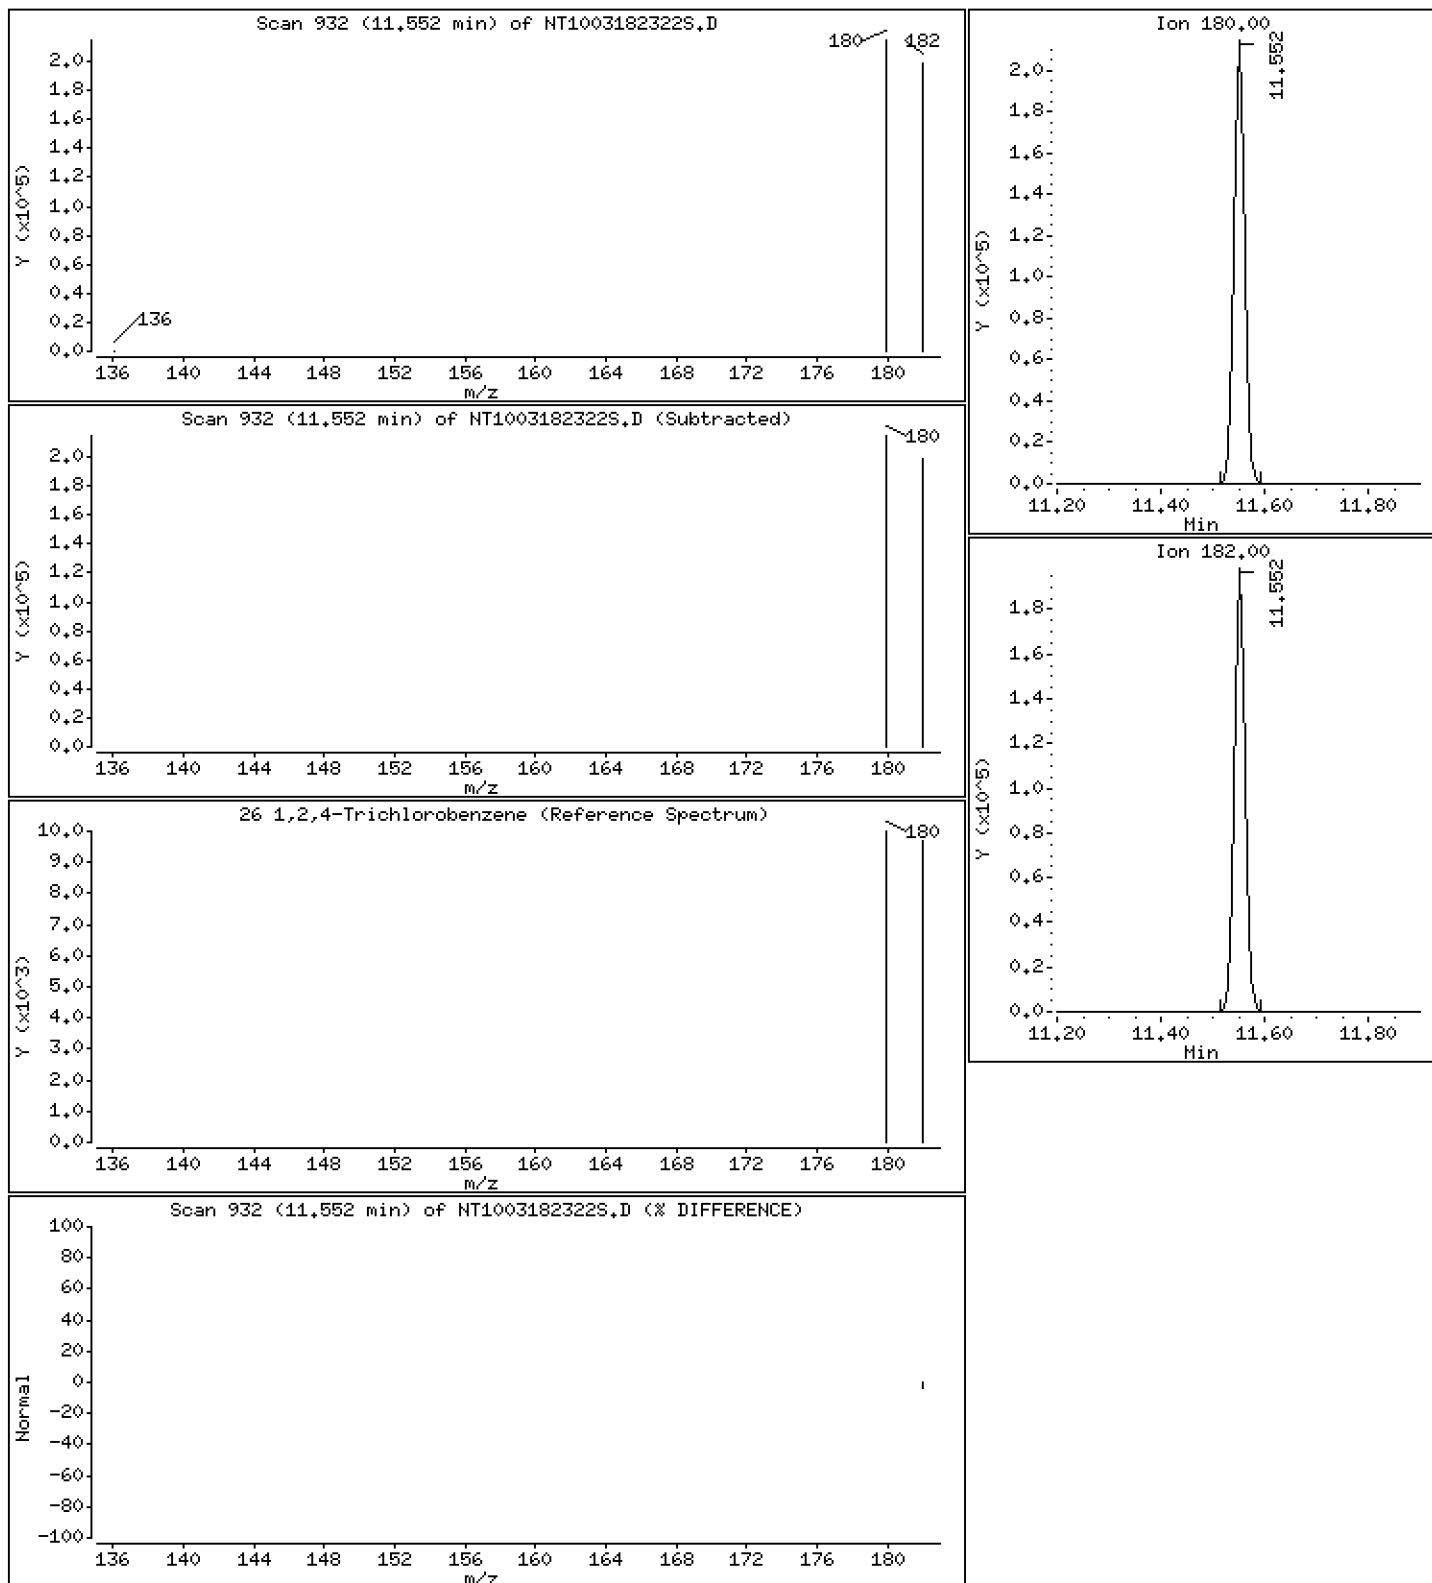 Scan 932 (11.552 min) of NT1003182322S.D
180 182
2.0
1.8
1.6
1.4
1.2
1.0
0.8
0.6
0.4
0.2
0.0
Y (x10^5)
136
136 140 144 148 152 156 160 164 168 172 176 180
m/z
Scan 932 (11.552 min) of NT1003182322S.D (Subtracted)
180
2.0
1.8
1.6
1.4
1.2
1.0
0.8
0.6
0.4
0.2
0.0
Y (x10^5)
136 140 144 148 152 156 160 164 168 172 176 180
m/z
26 1,2,4-Trichlorobenzene (Reference Spectrum)
180
10.0
9.0
8.0
7.0
6.0
5.0
4.0
3.0
2.0
1.0
0.0
Y (x10^3)
136 140 144 148 152 156 160 164 168 172 176 180
m/z
Scan 932 (11.552 min) of NT1003182322S.D (% DIFFERENCE)
100
80
60
40
20
0
-20
-40
-60
-80
-100
Normal
136 140 144 148 152 156 160 164 168 172 176 180
m/z
Ion 180.00
11.552
2.0
1.8
1.6
1.4
1.2
1.0
0.8
0.6
0.4
0.2
0.0
Y (x10^5)
11.20 11.40 11.60 11.80
Min
Ion 182.00
11.552
1.8
1.6
1.4
1.2
1.0
0.8
0.6
0.4
0.2
0.0
Y (x10^5)
11.20 11.40 11.60 11.80
Min